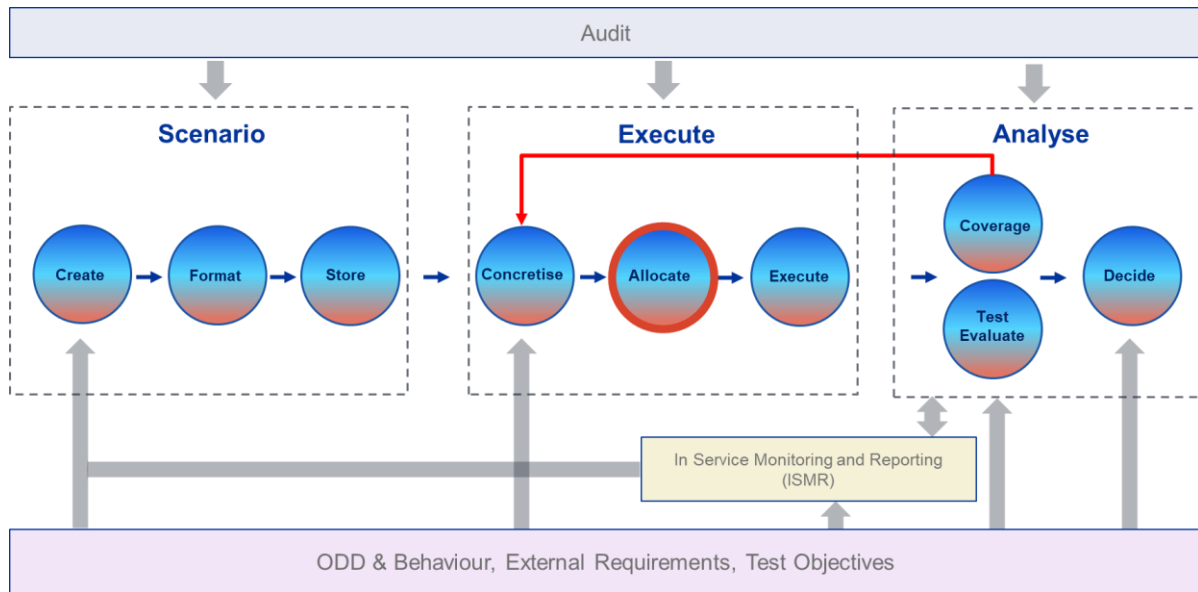 Audit
Scenario
Execute
Analyse
Create
Format
Store
Concretise
Allocate
Execute
Coverage
Test
Evaluate
Decide
In Service Monitoring and Reporting
(ISMR)
ODD & Behaviour, External Requirements, Test Objectives